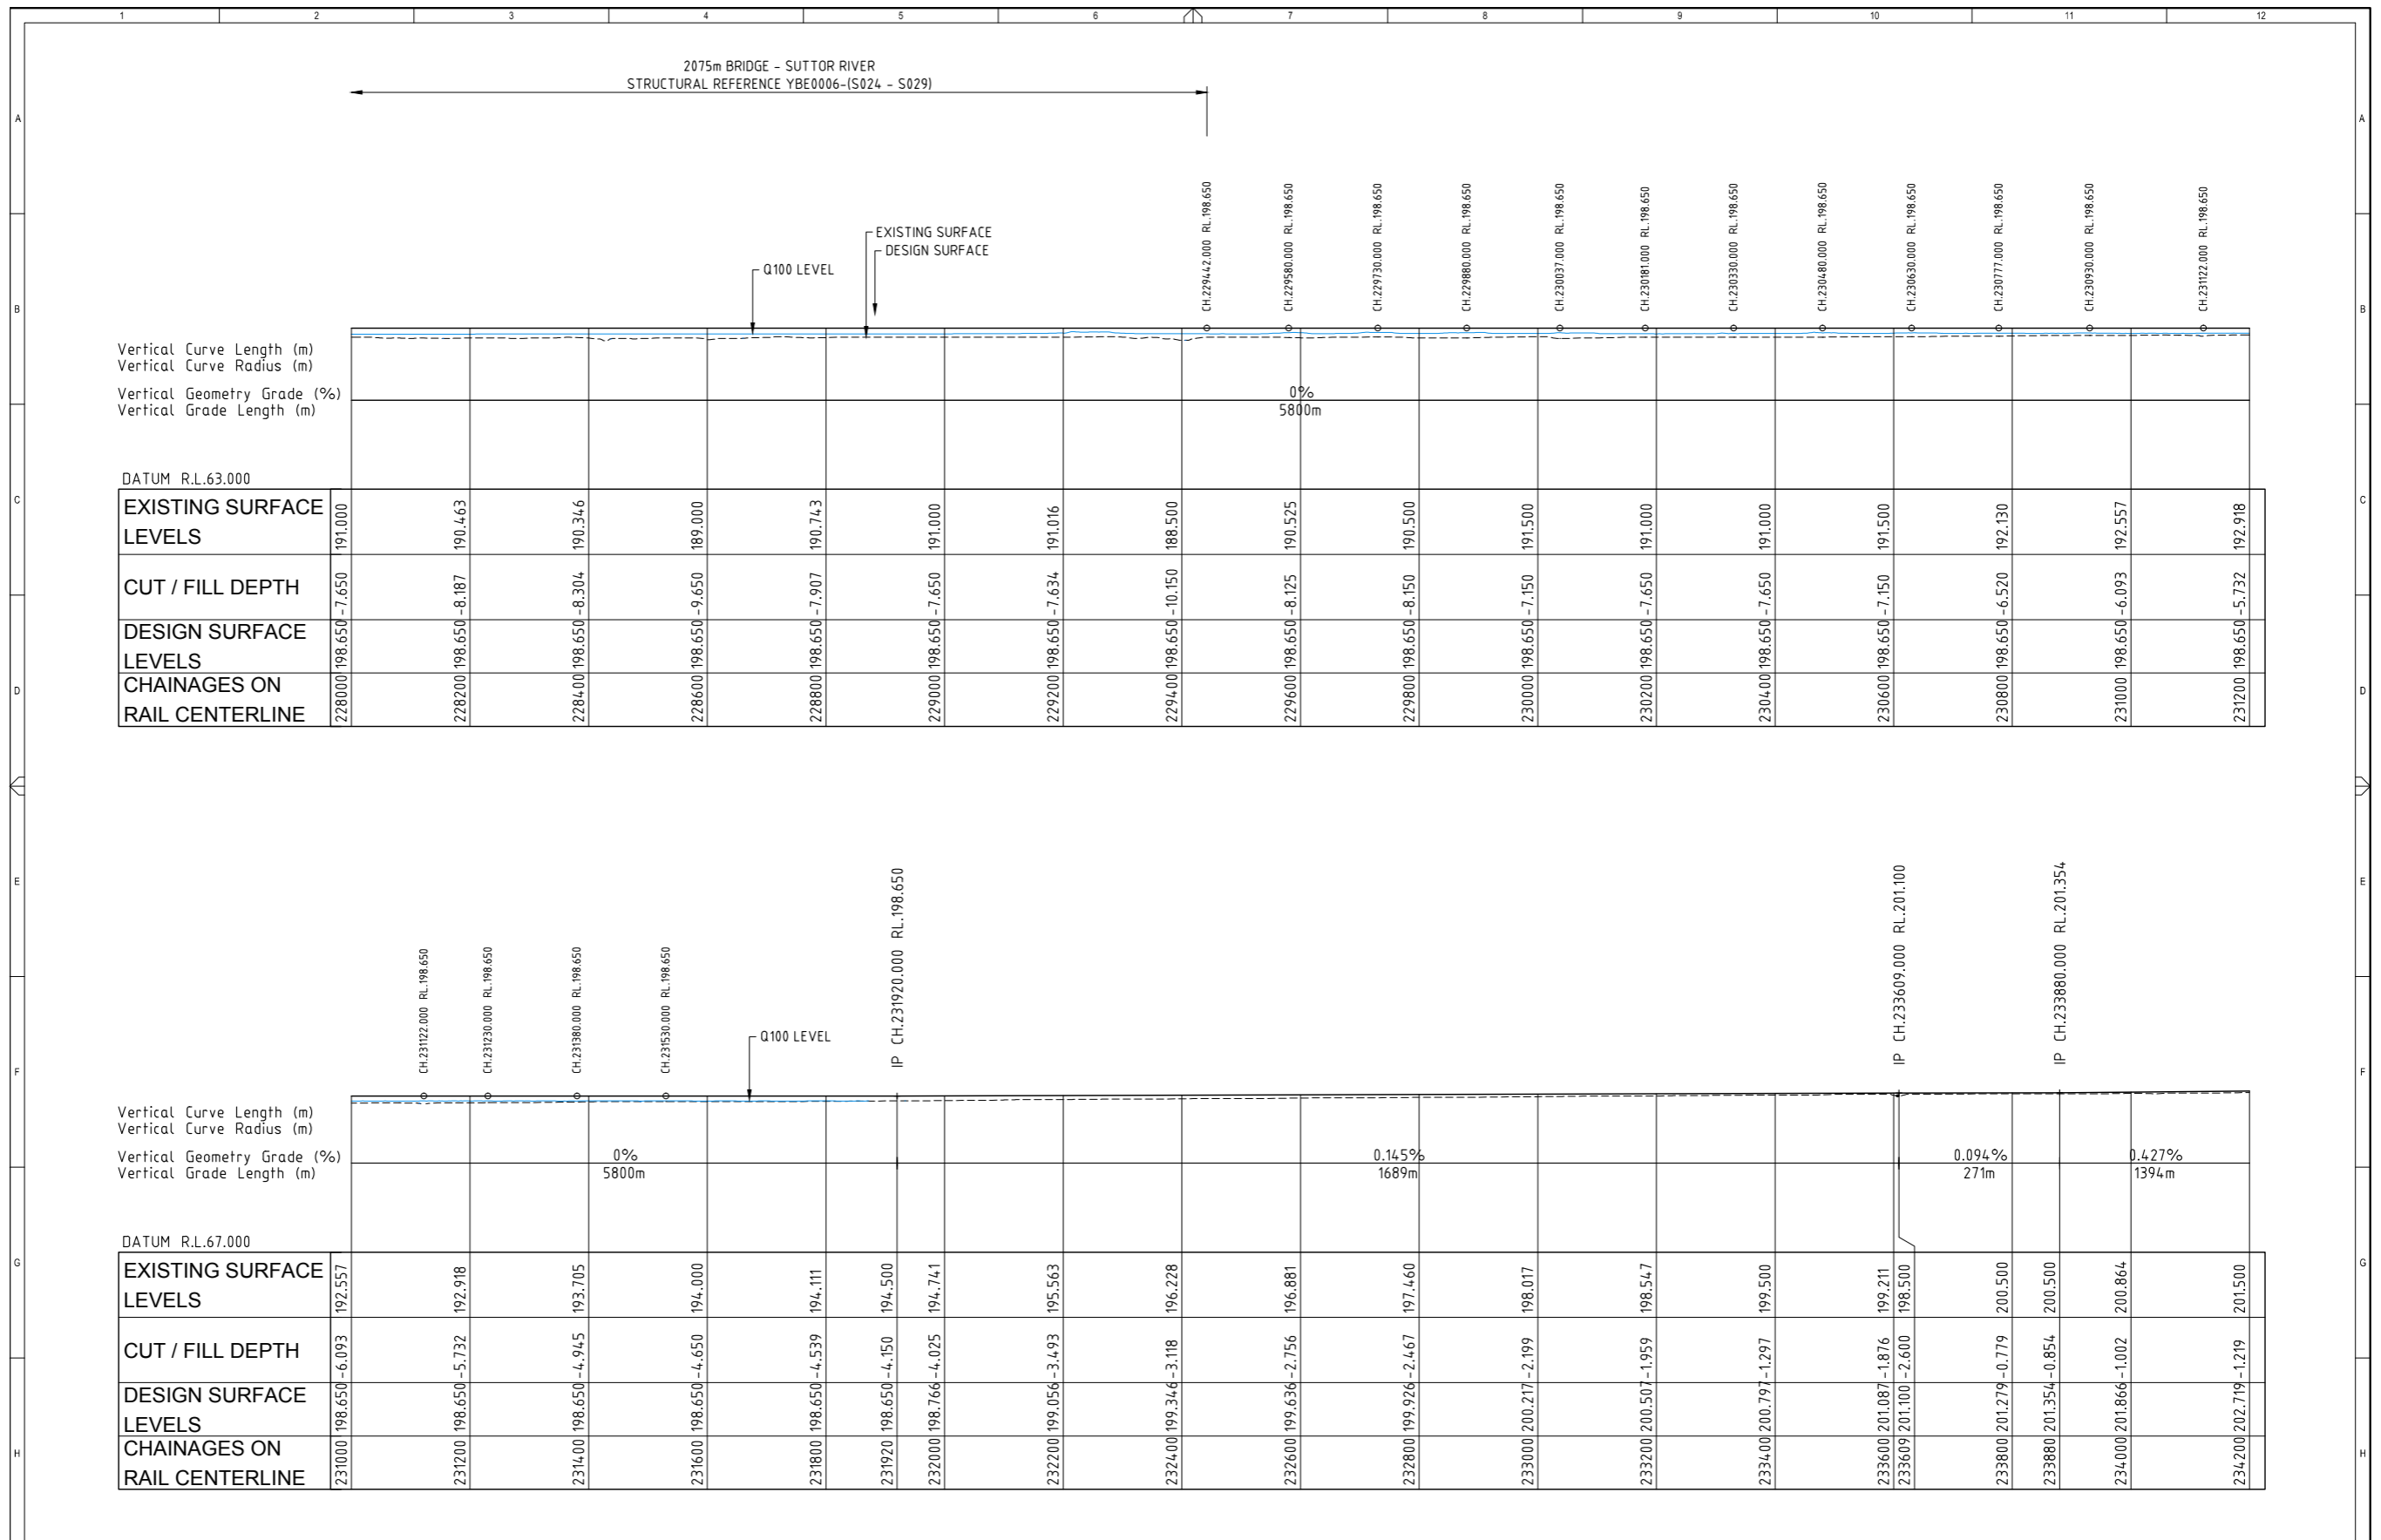 1 2 3 4 5 6 7 8 9 10 11 12
2075m BRIDGE - SUTTOR RIVER
STRUCTURAL REFERENCE YBE0006-(S024 - S029)
A A
CH.229442.000 RL.198.650
CH.229580.000 RL.198.650
CH.229730.000 RL.198.650
CH.229880.000 RL.198.650
CH.230037.000 RL.198.650
CH.230181.000 RL.198.650
CH.230330.000 RL.198.650
CH.230480.000 RL.198.650
CH.230630.000 RL.198.650
CH.230777.000 RL.198.650
CH.230930.000 RL.198.650
CH.231122.000 RL.198.650
EXISTING SURFACE
DESIGN SURFACE
Q100 LEVEL
B B
Vertical Curve Length (m)
Vertical Curve Radius (m)
Vertical Geometry Grade (%) 0%
Vertical Grade Length (m) 5800m
DATUM R.L.63.000
C C
EXISTING SURFACE
LEVELS
191.000 190.463 190.346 189.000 190.743 191.000 191.016 188.500 190.525 190.500 191.500 191.000 191.000 191.500 192.130 192.557 192.918
CUT / FILL DEPTH
-7.650 -8.187 -8.304 -9.650 -7.907 -7.650 -7.634 -10.150 -8.125 -8.150 -7.150 -7.650 -7.650 -7.150 -6.520 -6.093 -5.732
DESIGN SURFACE
LEVELS
198.650 198.650 198.650 198.650 198.650 198.650 198.650 198.650 198.650 198.650 198.650 198.650 198.650 198.650 198.650 198.650 198.650
D D
CHAINAGES ON
RAIL CENTERLINE
228000 228200 228400 228600 228800 229000 229200 229400 229600 229800 230000 230200 230400 230600 230800 231000 231200
E E
CH.231122.000 RL.198.650
CH.231230.000 RL.198.650
CH.231380.000 RL.198.650
CH.231530.000 RL.198.650
IP CH.231920.000 RL.198.650
IP CH.233609.000 RL.201.100
IP CH.233880.000 RL.201.354
Q100 LEVEL
F F
Vertical Curve Length (m)
Vertical Curve Radius (m)
Vertical Geometry Grade (%) 0% 0.145% 0.094% 0.427%
Vertical Grade Length (m) 5800m 1689m 271m 1394m
DATUM R.L.67.000
G G
EXISTING SURFACE
LEVELS
192.557 192.918 193.705 194.000 194.111 194.500 194.741 195.563 196.228 196.881 197.460 198.017 198.547 199.500 199.211 198.500 200.500 200.500 200.864 201.500
CUT / FILL DEPTH
-6.093 -5.732 -4.945 -4.650 -4.539 -4.150 -4.025 -3.493 -3.118 -2.756 -2.467 -2.199 -1.959 -1.297 -1.876 -2.600 -0.779 -0.854 -1.002 -1.219
DESIGN SURFACE
LEVELS
198.650 198.650 198.650 198.650 198.650 198.650 198.766 199.056 199.346 199.636 199.926 200.217 200.507 200.797 201.087 201.100 201.279 201.354 201.866 202.719
H H
CHAINAGES ON
RAIL CENTERLINE
231000 231200 231400 231600 231800 231920 232000 232200 232400 232600 232800 233000 233200 233400 233600 233609 233800 233880 234000 234200